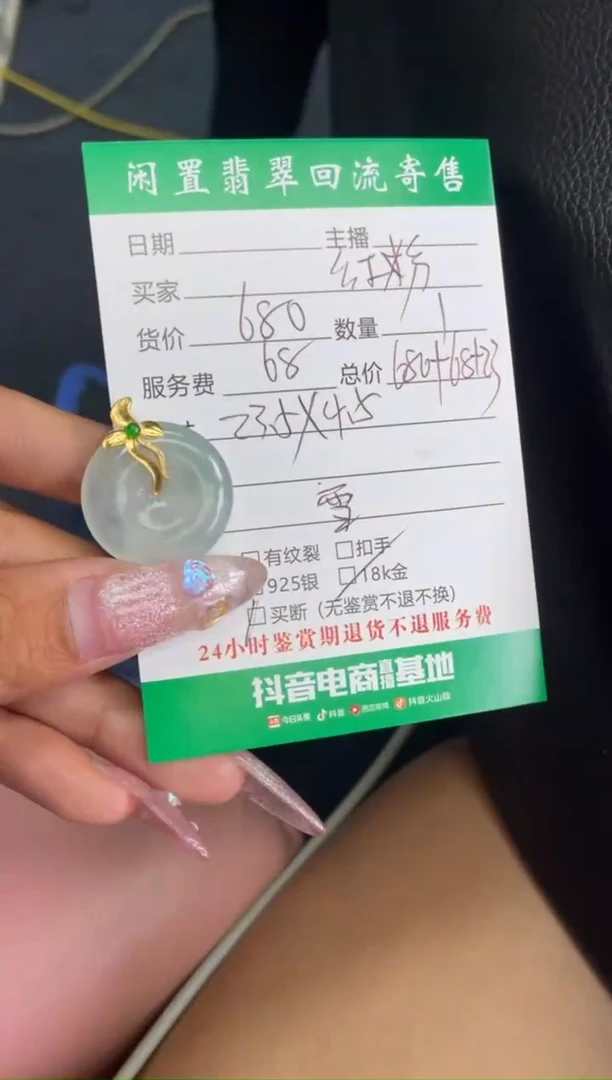 闲置翡翠回流寄售
日期 主播
买家 红粉
货价 680 数量 1
服务费 68 总价 680+68+23
23.5X4.5
雪
□有纹裂 □扣手
□925银 □18k金
□买断（无鉴赏不退不换）
24小时鉴赏期退货不退服务费
抖音电商直播基地
今日头条 抖音 西瓜视频 抖音火山版